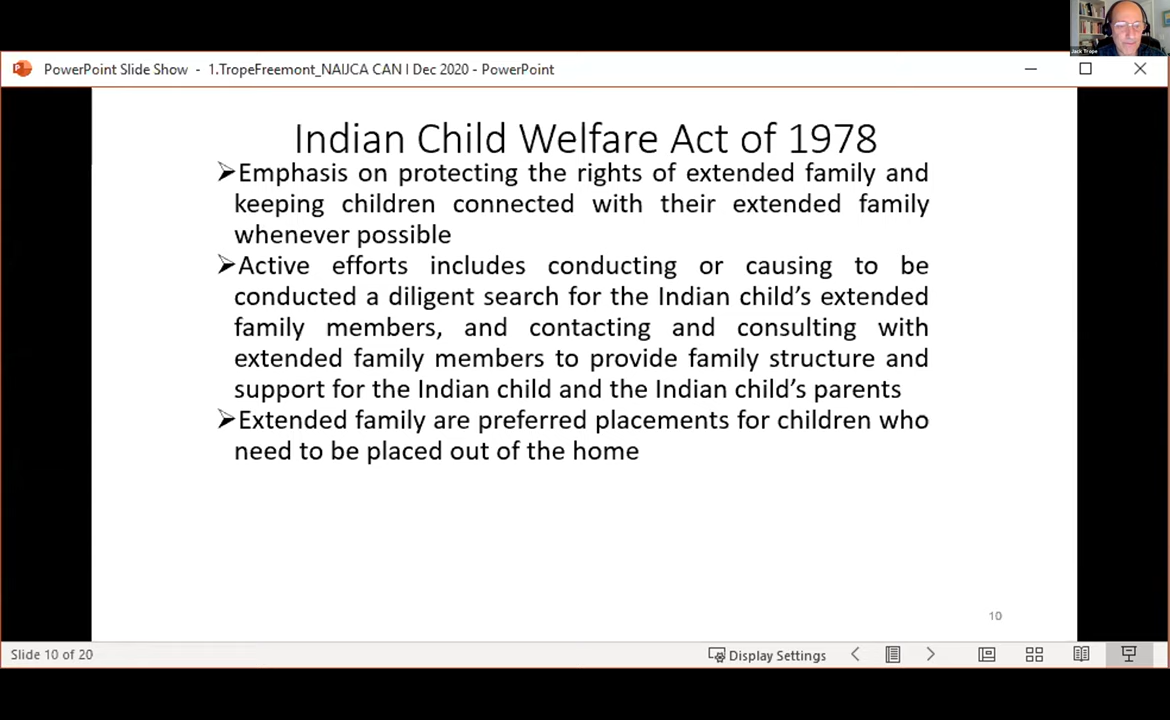 Jack Trope
PowerPoint Slide Show - 1.TropeFreemont_NAIJCA CAN I Dec 2020 - PowerPoint
Indian Child Welfare Act of 1978
➢Emphasis on protecting the rights of extended family and
keeping children connected with their extended family
whenever possible
➢Active efforts includes conducting or causing to be
conducted a diligent search for the Indian child’s extended
family members, and contacting and consulting with
extended family members to provide family structure and
support for the Indian child and the Indian child’s parents
➢Extended family are preferred placements for children who
need to be placed out of the home
10
Slide 10 of 20
Display Settings